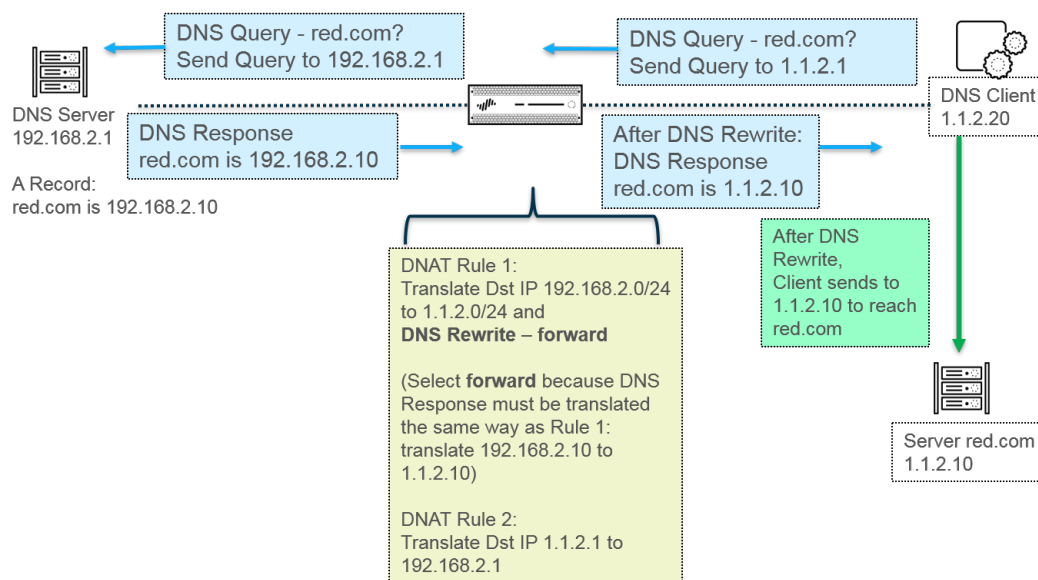 DNS Query - red.com?
Send Query to 192.168.2.1
DNS Query - red.com?
Send Query to 1.1.2.1
DNS Server
192.168.2.1
DNS Client
1.1.2.20
DNS Response
red.com is 192.168.2.10
After DNS Rewrite:
DNS Response
red.com is 1.1.2.10
A Record:
red.com is 192.168.2.10
After DNS
Rewrite,
Client sends to
1.1.2.10 to reach
red.com
DNAT Rule 1:
Translate Dst IP 192.168.2.0/24
to 1.1.2.0/24 and
DNS Rewrite – forward
(Select forward because DNS
Response must be translated
the same way as Rule 1:
translate 192.168.2.10 to
1.1.2.10)
DNAT Rule 2:
Translate Dst IP 1.1.2.1 to
192.168.2.1
Server red.com
1.1.2.10